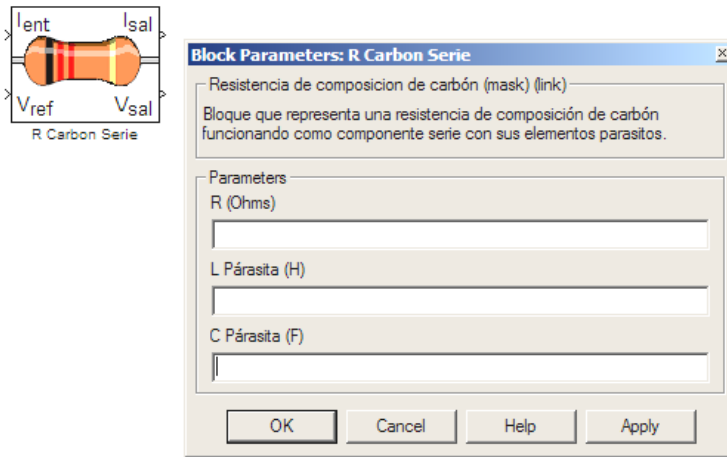 Ient Isal
Vref Vsal
R Carbon Serie
Block Parameters: R Carbon Serie
Resistencia de composicion de carbón (mask) (link)
Bloque que representa una resistencia de composición de carbón
funcionando como componente serie con sus elementos parasitos.
Parameters
R (Ohms)
L Párasita (H)
C Párasita (F)
OK Cancel Help Apply